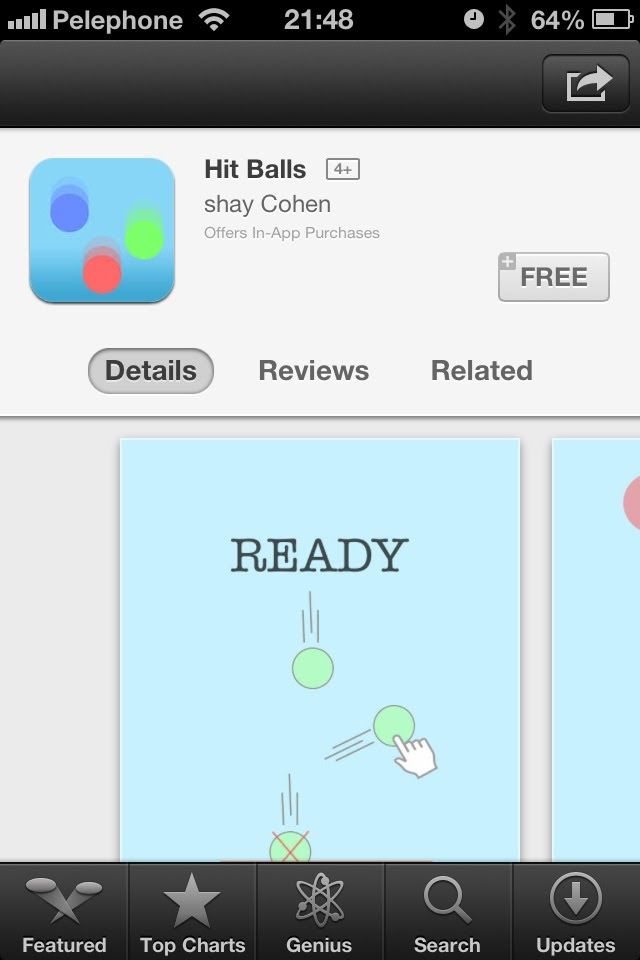 Pelephone 21:48 64%
Hit Balls 4+
shay Cohen
Offers In-App Purchases
+ FREE
Details Reviews Related
READY
Featured Top Charts Genius Search Updates